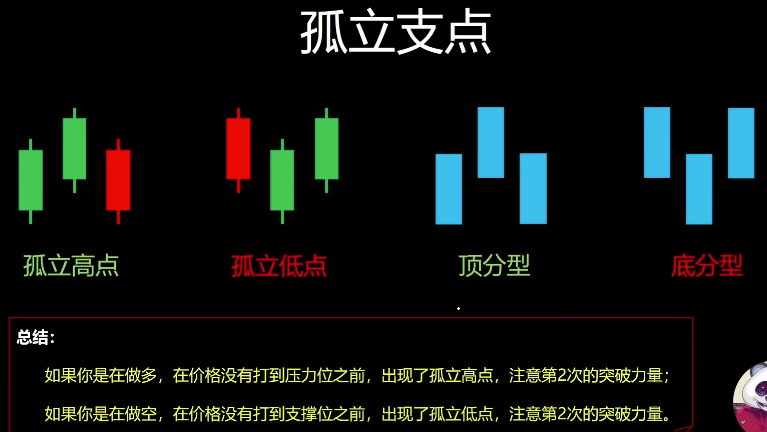 孤立支点
孤立高点
孤立低点
顶分型
底分型
总结：
如果你是在做多，在价格没有打到压力位之前，出现了孤立高点，注意第2次的突破力量；
如果你是在做空，在价格没有打到支撑位之前，出现了孤立低点，注意第2次的突破力量。